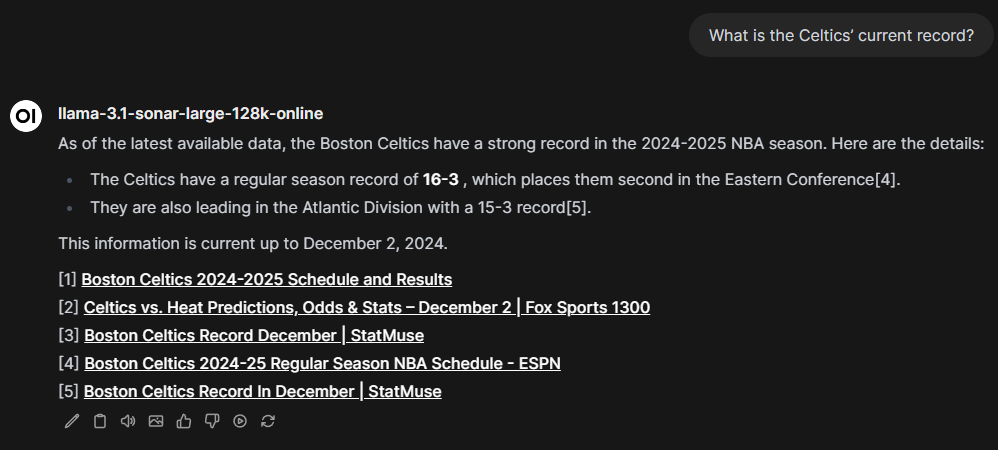 What is the Celtics’ current record?
OI
llama-3.1-sonar-large-128k-online
As of the latest available data, the Boston Celtics have a strong record in the 2024-2025 NBA season. Here are the details:
• The Celtics have a regular season record of 16-3 , which places them second in the Eastern Conference[4].
• They are also leading in the Atlantic Division with a 15-3 record[5].
This information is current up to December 2, 2024.
[1] Boston Celtics 2024-2025 Schedule and Results
[2] Celtics vs. Heat Predictions, Odds & Stats – December 2 | Fox Sports 1300
[3] Boston Celtics Record December | StatMuse
[4] Boston Celtics 2024-25 Regular Season NBA Schedule - ESPN
[5] Boston Celtics Record In December | StatMuse